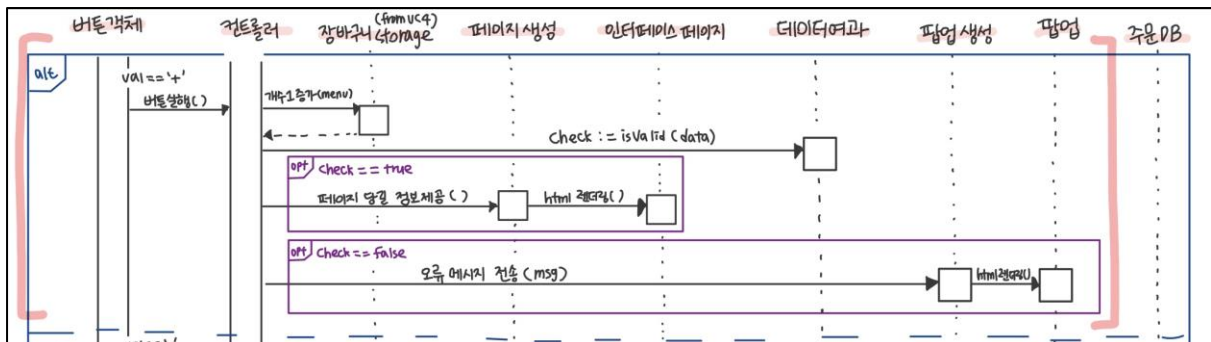 버튼객체
컨트롤러
장바구니 (from UC4)
storage
페이지 생성
인터페이스 페이지
데이터여과
팝업 생성
팝업
주문DB
alt
val == '+'
버튼실행( )
개수1증가(menu)
Check := isValid (data)
opt check == true
페이지 담길 정보제공 ( )
html 렌더링( )
opt Check == false
오류 메시지 전송 (msg)
html렌더링()